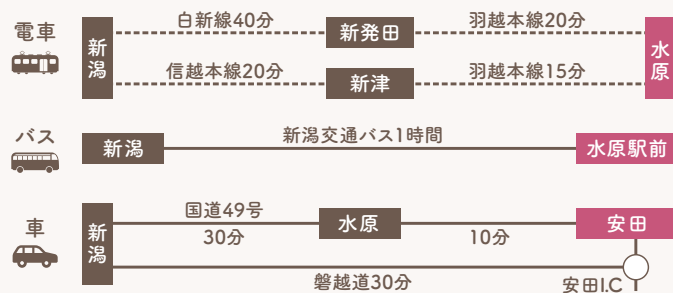 電車
新潟
白新線40分
新発田
羽越本線20分
信越本線20分
新津
羽越本線15分
水原
バス
新潟
新潟交通バス1時間
水原駅前
車
新潟
国道49号
30分
水原
10分
安田
磐越道30分
安田I.C